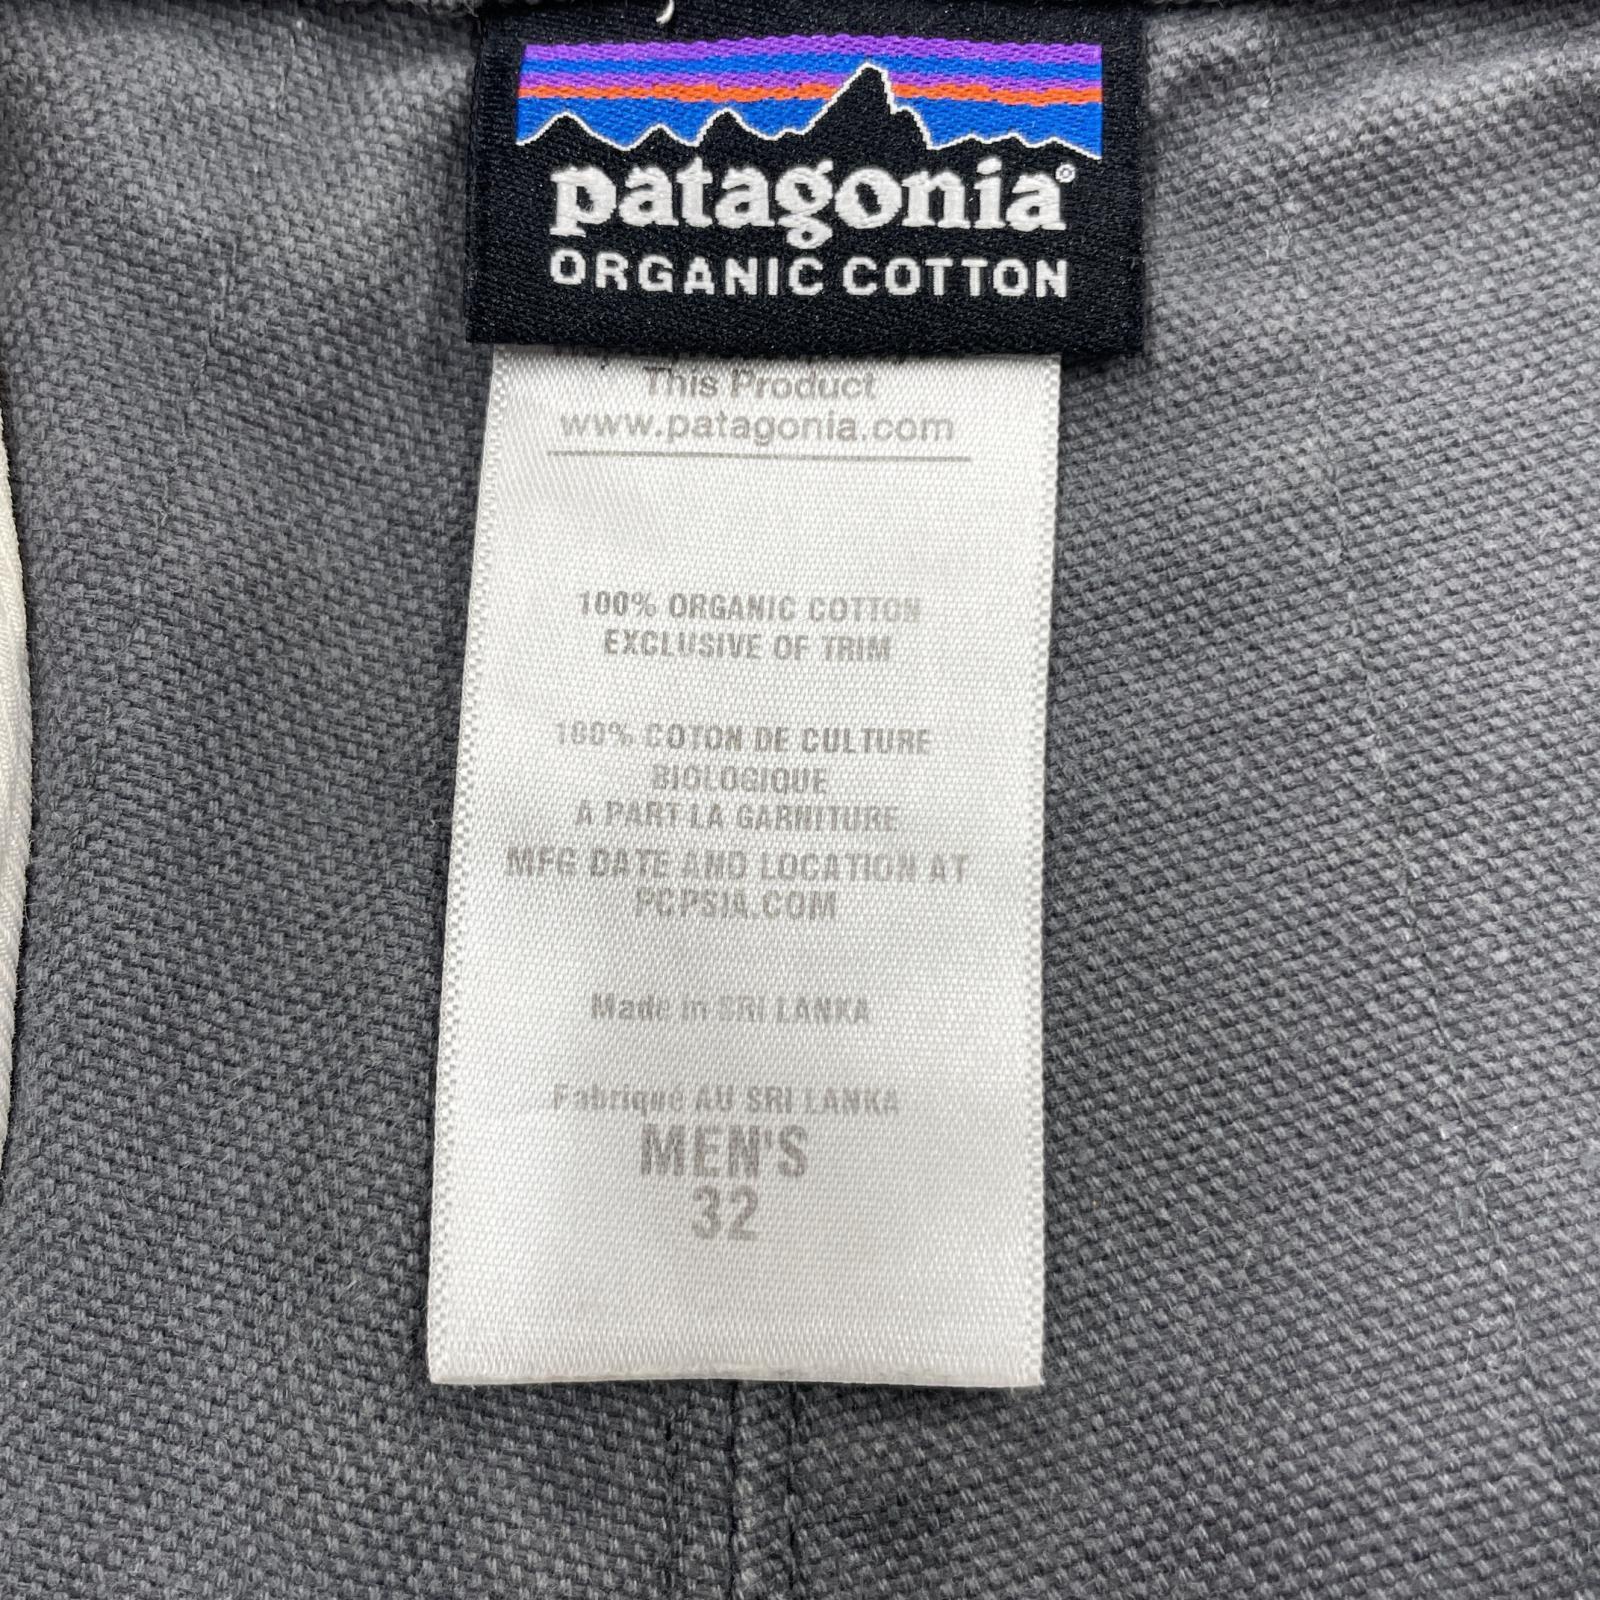 patagonia®
ORGANIC COTTON
This Product
www.patagonia.com
100% ORGANIC COTTON
EXCLUSIVE OF TRIM
100% COTON DE CULTURE
BIOLOGIQUE
A PART LA GARNITURE
MFG DATE AND LOCATION AT
PCPSIA.COM
Made in SRI LANKA
Fabriqué AU SRI LANKA
MEN'S
32